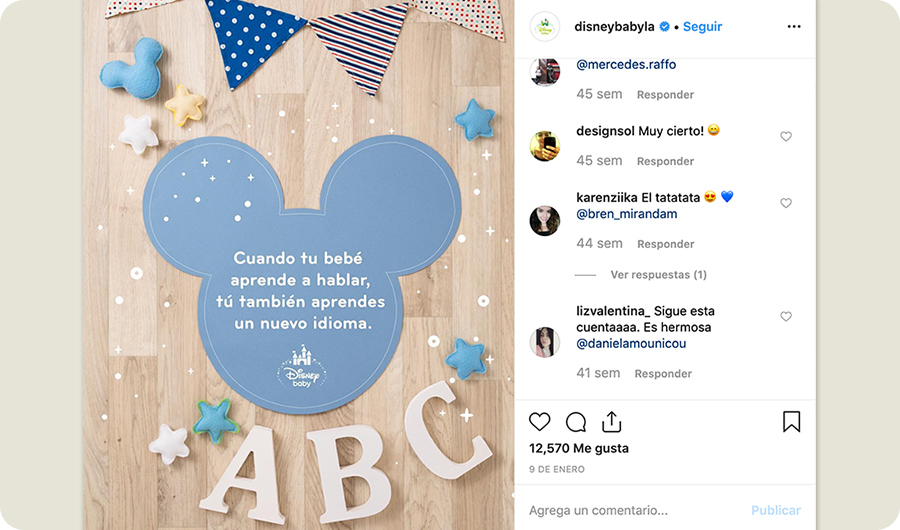 Cuando tu bebé
aprende a hablar,
tú también aprendes
un nuevo idioma.
Disney
baby
A B C
disneybabyla • Seguir
@mercedes.raffo
45 sem Responder
designsol Muy cierto! 😄
45 sem Responder
karenziika El tatatata 😍 💙
@bren_mirandam
44 sem Responder
Ver respuestas (1)
lizvalentina_ Sigue esta
cuentaaaa. Es hermosa
@danielamounicou
41 sem Responder
12,570 Me gusta
9 DE ENERO
Agrega un comentario... Publicar